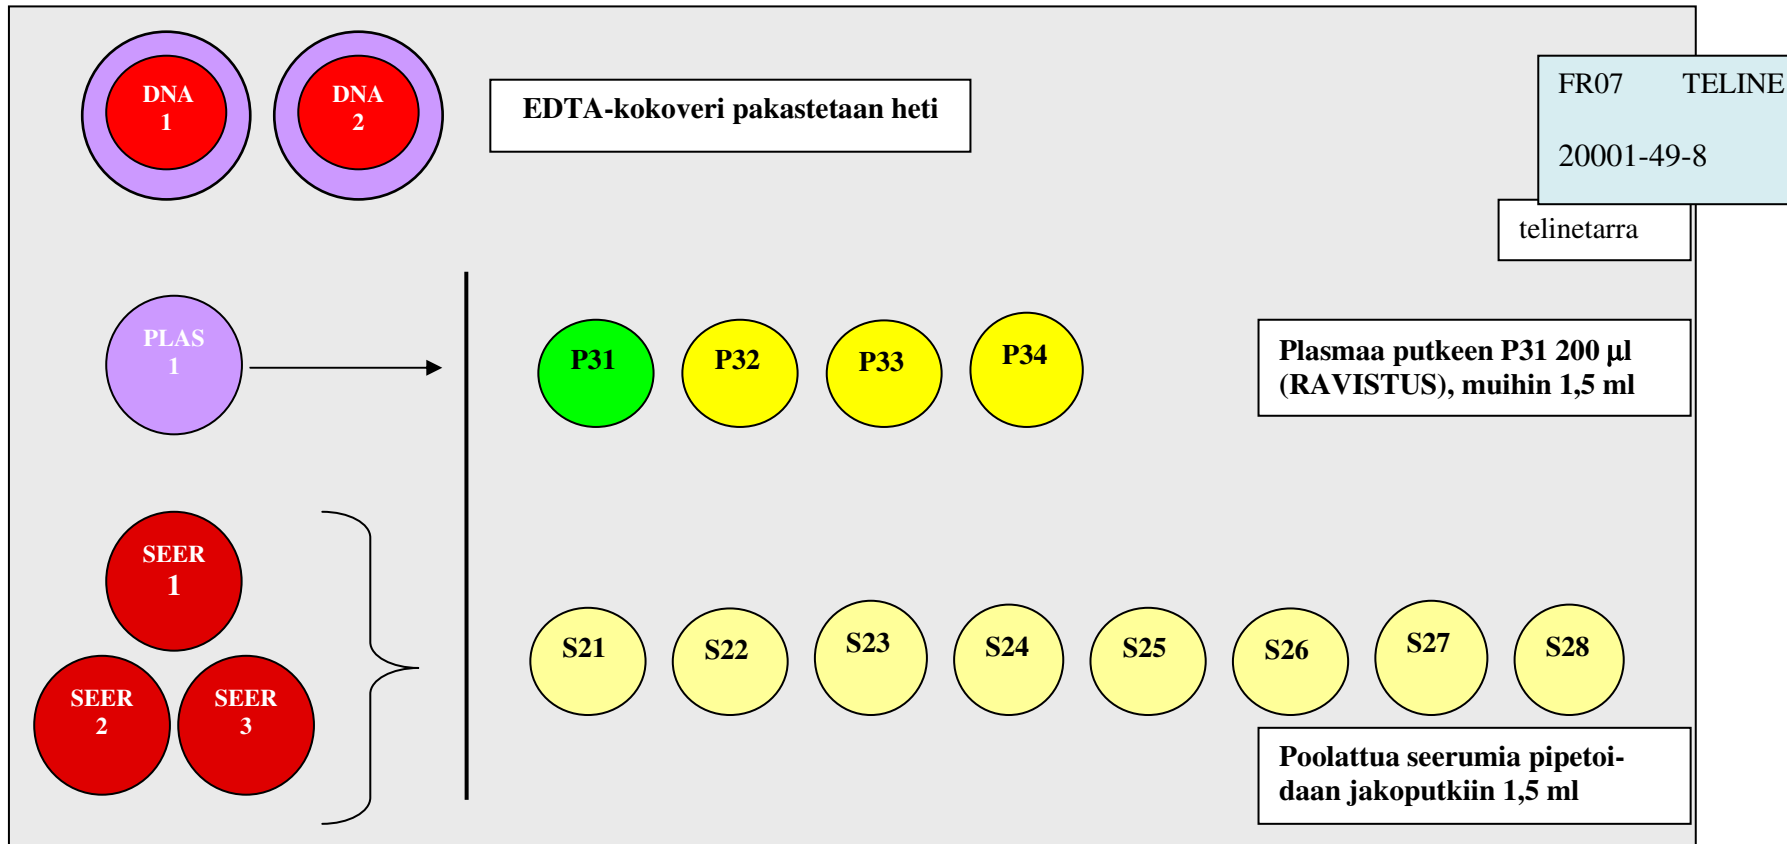 DNA
1
DNA
2
EDTA-kokoveri pakastetaan heti
FR07 TELINE
20001-49-8
telinetarra
PLAS
1
P31
P32
P33
P34
Plasmaa putkeen P31 200 µl
(RAVISTUS), muihin 1,5 ml
SEER
1
SEER
2
SEER
3
S21
S22
S23
S24
S25
S26
S27
S28
Poolattua seerumia pipetoi-
daan jakoputkiin 1,5 ml